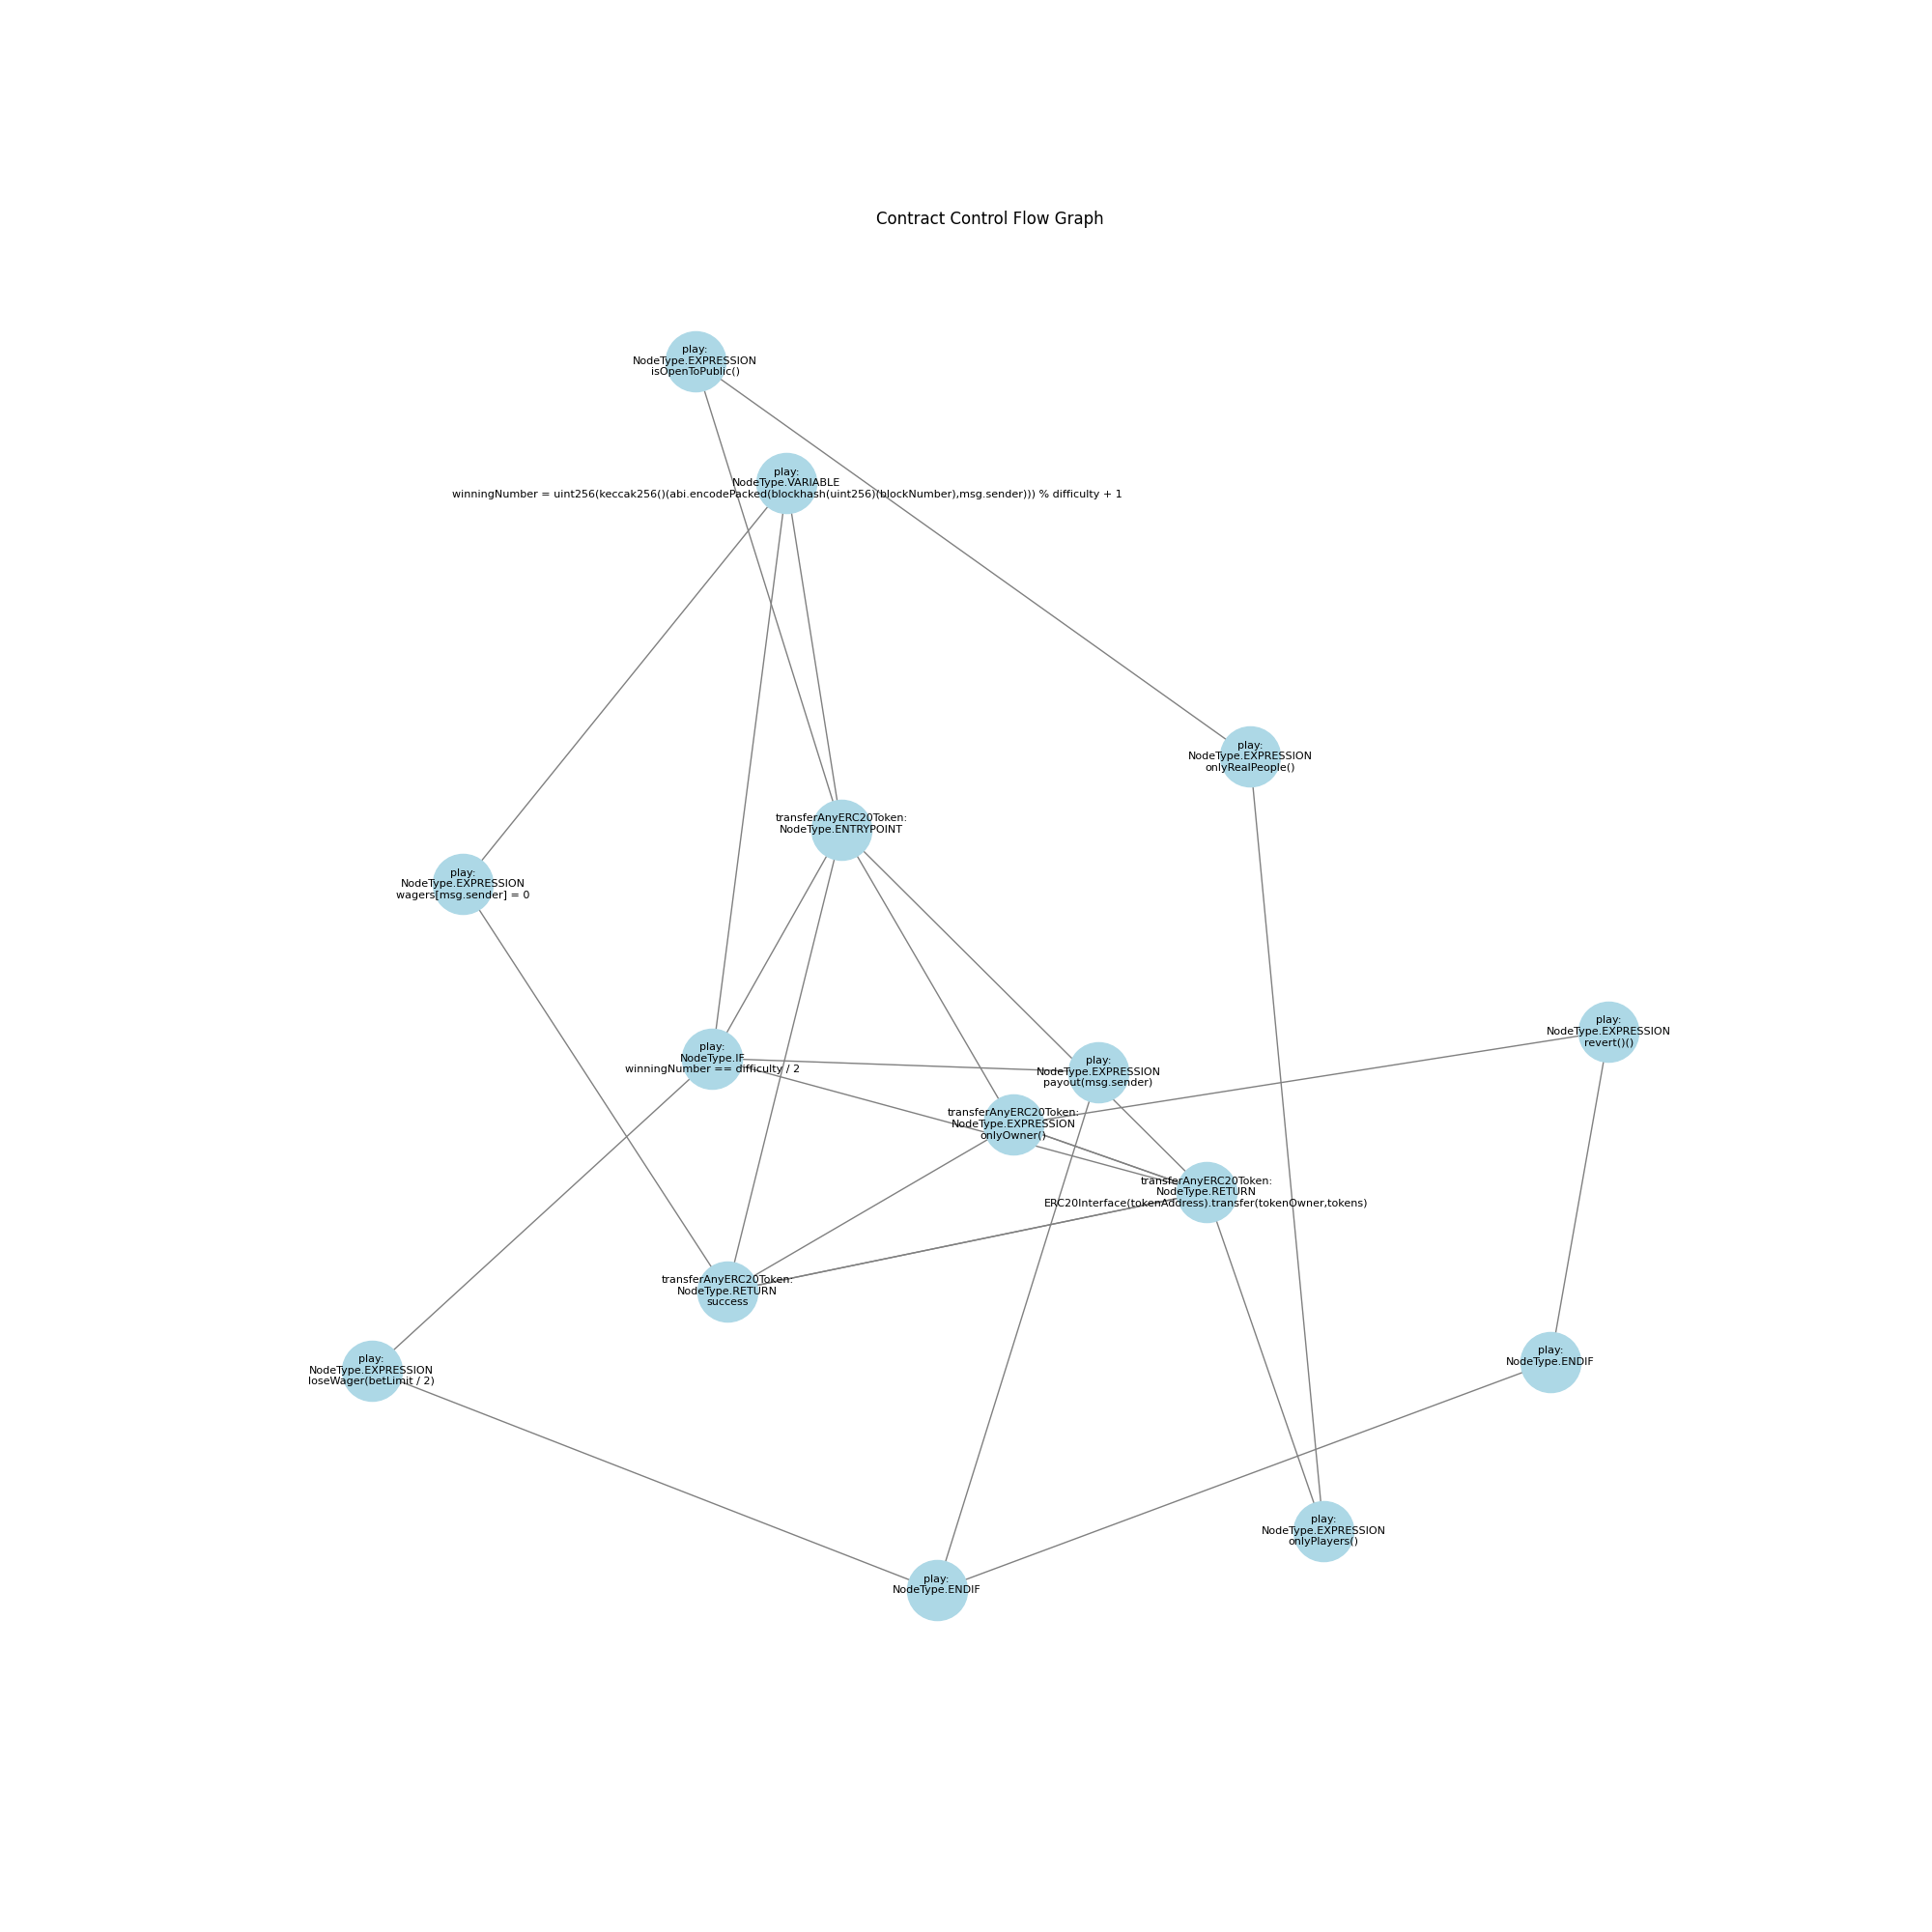 Contract Control Flow Graph
play:
NodeType.EXPRESSION
isOpenToPublic()
play:
NodeType.VARIABLE
winningNumber = uint256(keccak256()(abi.encodePacked(blockhash(uint256)(blockNumber),msg.sender))) % difficulty + 1
play:
NodeType.EXPRESSION
onlyRealPeople()
transferAnyERC20Token:
NodeType.ENTRYPOINT
play:
NodeType.EXPRESSION
wagers[msg.sender] = 0
play:
NodeType.EXPRESSION
revert()()
play:
NodeType.IF
winningNumber == difficulty / 2
play:
NodeType.EXPRESSION
payout(msg.sender)
transferAnyERC20Token:
NodeType.EXPRESSION
onlyOwner()
transferAnyERC20Token:
NodeType.RETURN
ERC20Interface(tokenAddress).transfer(tokenOwner,tokens)
transferAnyERC20Token:
NodeType.RETURN
success
play:
NodeType.EXPRESSION
loseWager(betLimit / 2)
play:
NodeType.ENDIF
play:
NodeType.EXPRESSION
onlyPlayers()
play:
NodeType.ENDIF